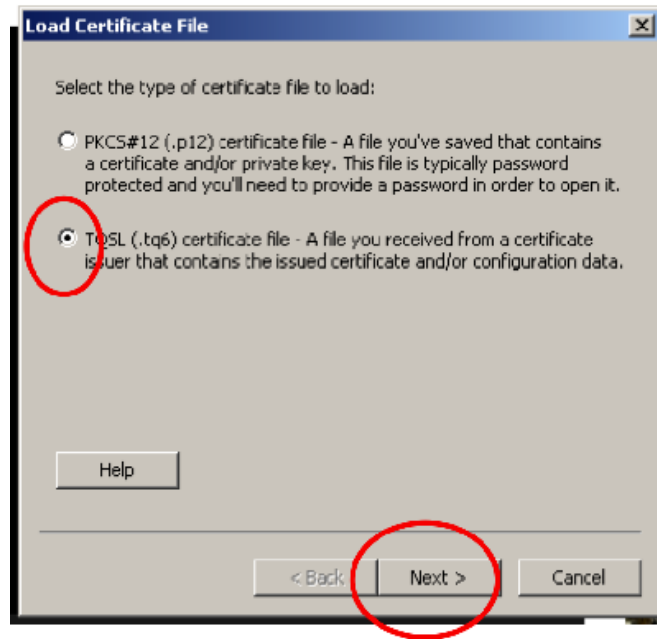 Load Certificate File
Select the type of certificate file to load:
PKCS#12 (.p12) certificate file - A file you've saved that contains
a certificate and/or private key. This file is typically password
protected and you'll need to provide a password in order to open it.
TQSL (.tq6) certificate file - A file you received from a certificate
issuer that contains the issued certificate and/or configuration data.
Help
< Back Next > Cancel